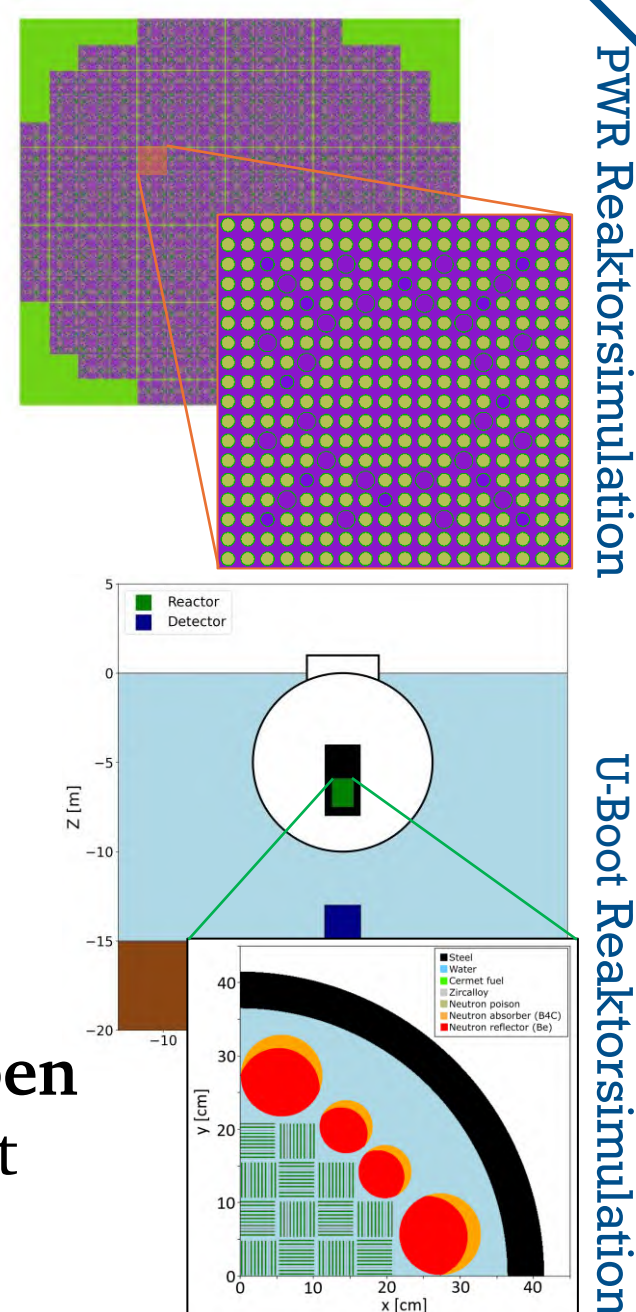 PWR Reaktorsimulation
U-Boot Reaktorsimulation
5
0
−5
−10
−15
−20
−10
Z [m]
Reactor
Detector
Steel
Water
Cermet fuel
Zircalloy
Neutron poison
Neutron absorber (B4C)
Neutron reflector (Be)
40
30
20
10
0
y [cm]
0 10 20 30 40
x [cm]
en
t